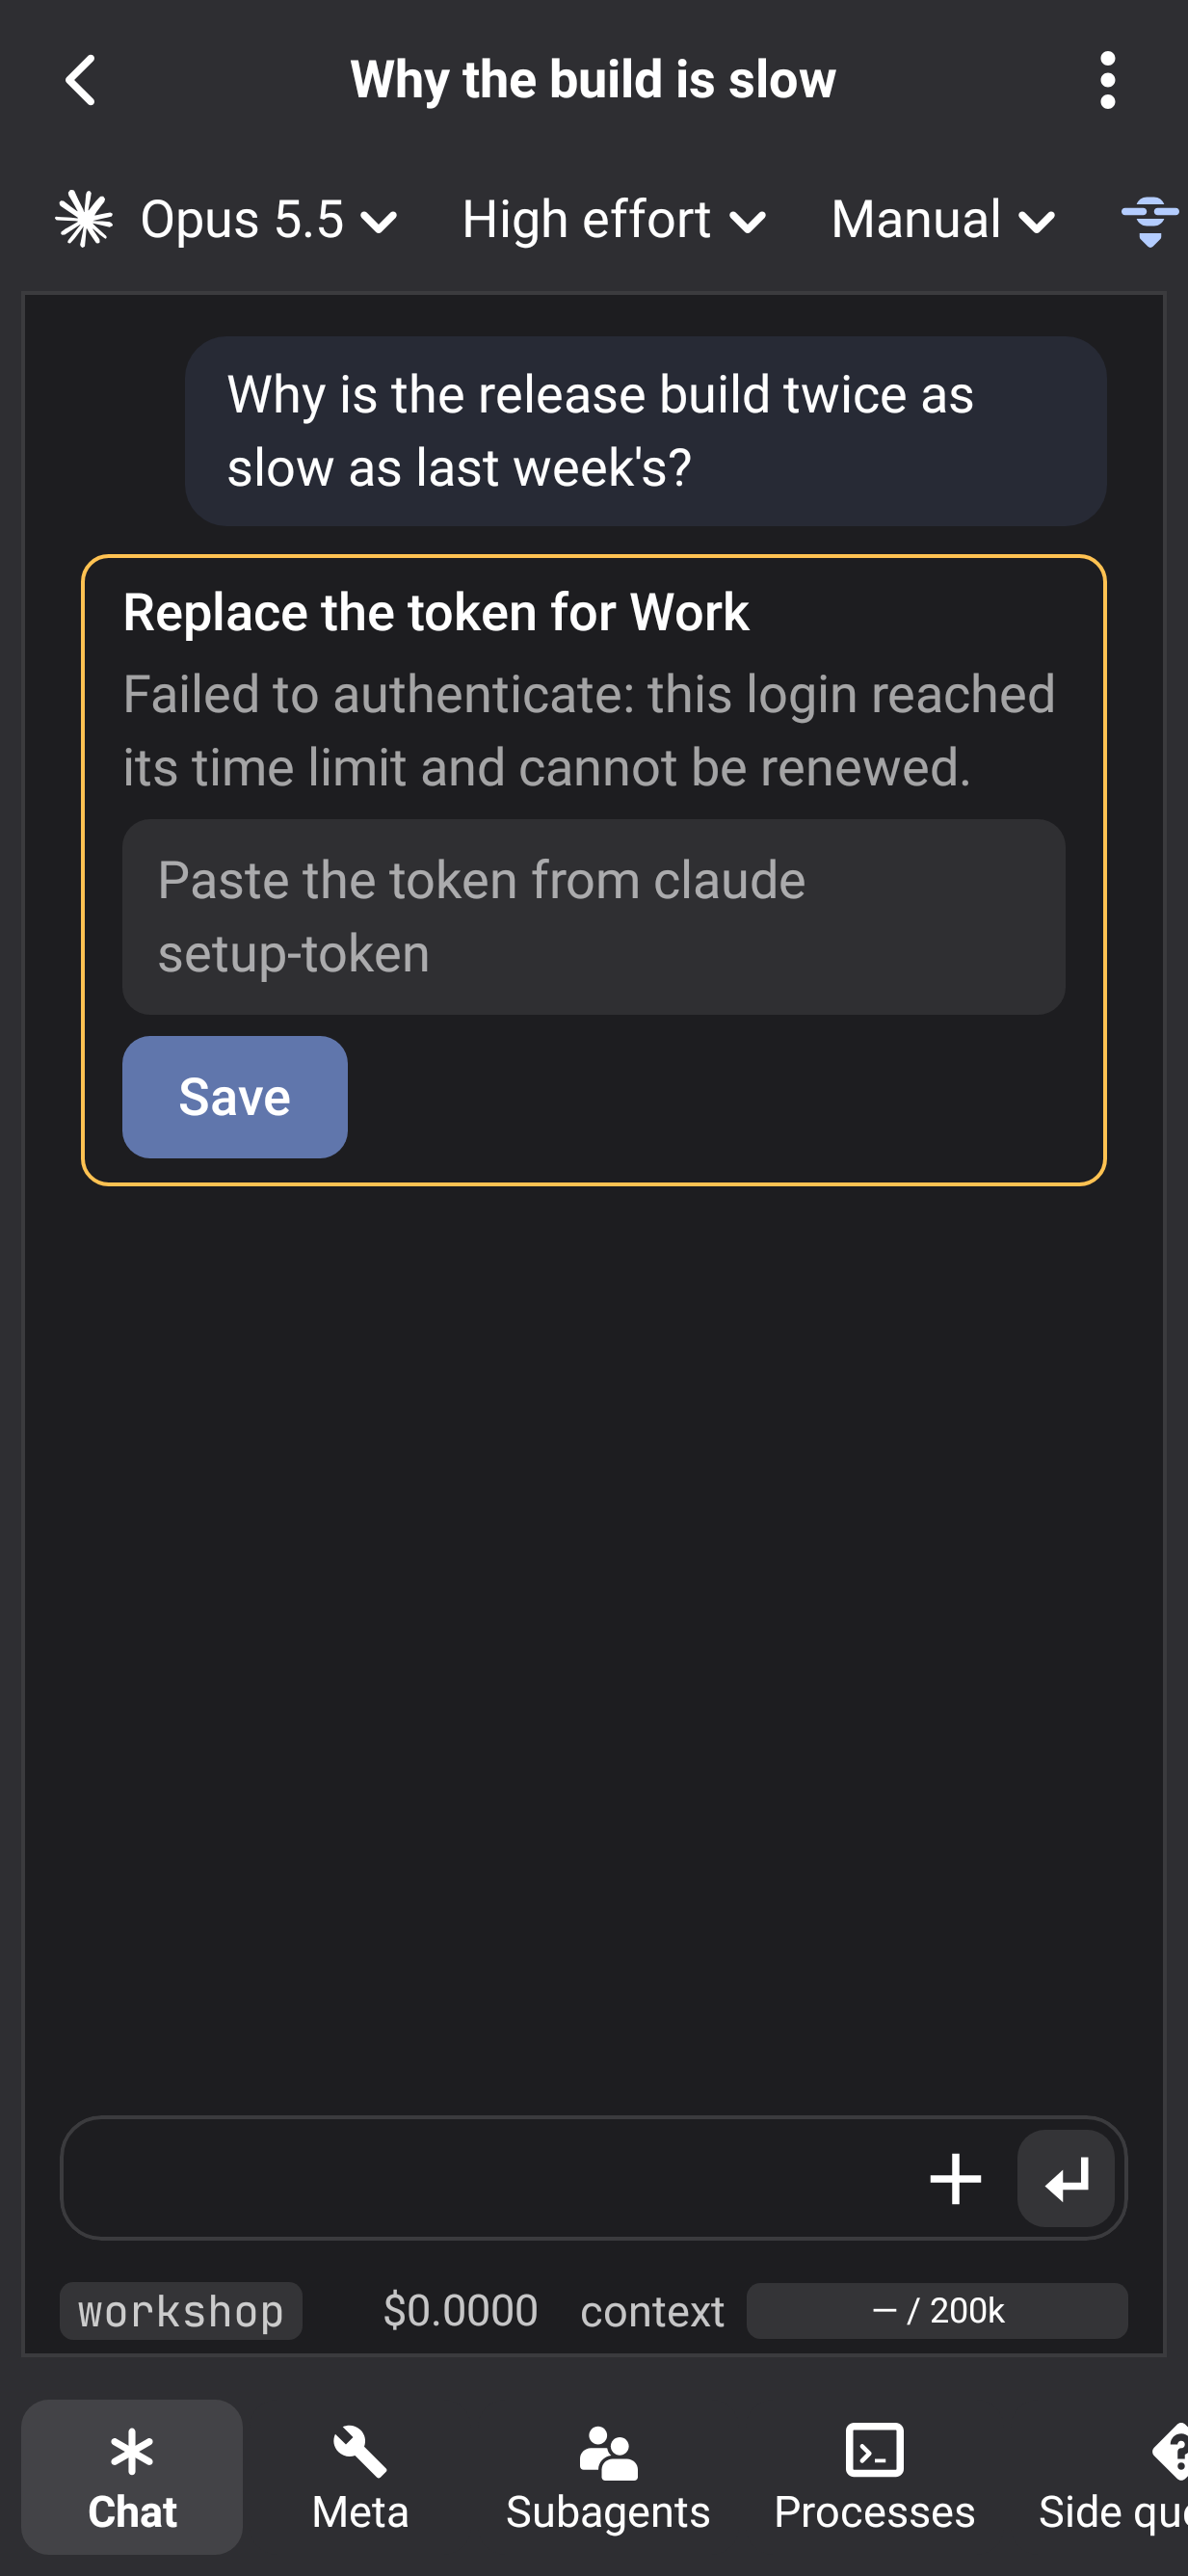 Why the build is slow
Opus 5.5
High effort
Manual
Why is the release build twice as
slow as last week's?
Replace the token for Work
Failed to authenticate: this login reached
its time limit and cannot be renewed.
Paste the token from claude
setup-token
Save
workshop
$0.0000
context
– / 200k
Chat
Meta
Subagents
Processes
Side